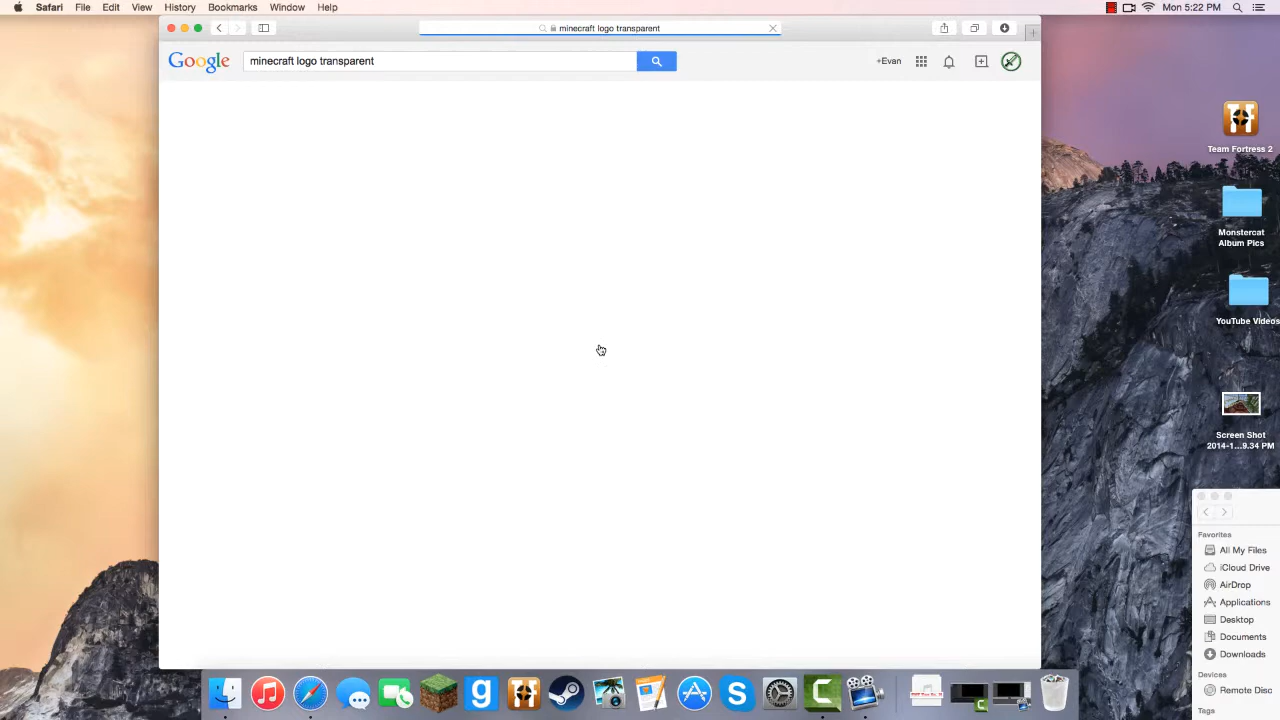 Safari File Edit View History Bookmarks Window Help
Mon 5:22 PM
minecraft logo transparent
Google
minecraft logo transparent
+Evan
Team Fortress 2
Monstercat
Album Pics
YouTube Videos
Screen Shot
2014-1...9.34 PM
Favorites
All My Files
iCloud Drive
AirDrop
Applications
Desktop
Documents
Downloads
Devices
Remote Disc
Tags